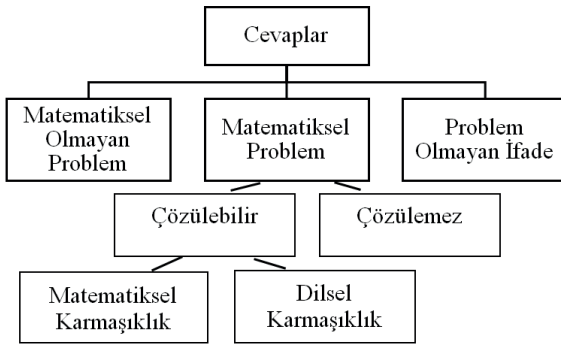 Cevaplar
Matematiksel
Olmayan
Problem
Matematiksel
Problem
Problem
Olmayan İfade
Çözülebilir
Çözülemez
Matematiksel
Karmaşıklık
Dilsel
Karmaşıklık